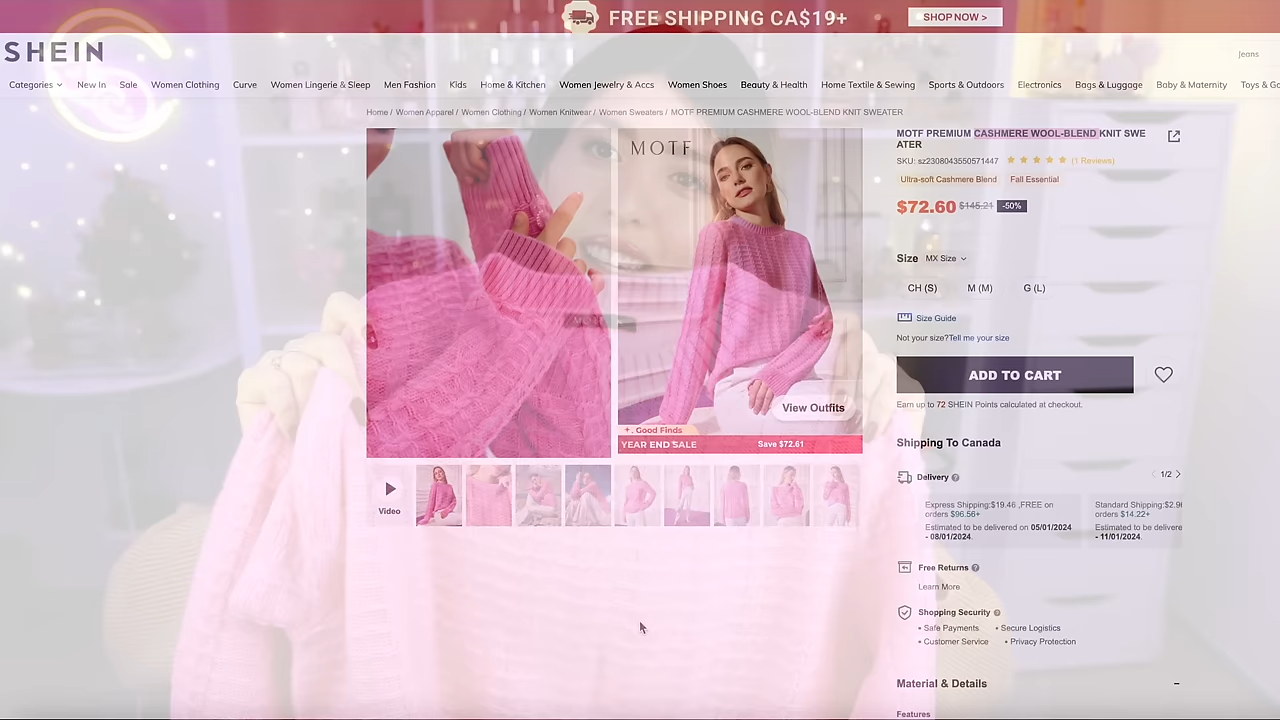 FREE SHIPPING CA$19+
SHOP NOW >
SHEIN
Jeans
Categories
New In
Sale
Women Clothing
Curve
Women Lingerie & Sleep
Men Fashion
Kids
Home & Kitchen
Women Jewelry & Accs
Women Shoes
Beauty & Health
Home Textile & Sewing
Sports & Outdoors
Electronics
Bags & Luggage
Baby & Maternity
Toys & Ga
Home / Women Apparel / Women Clothing / Women Knitwear / Women Sweaters / MOTF PREMIUM CASHMERE WOOL-BLEND KNIT SWEATER
MOTF
View Outfits
Good Finds
YEAR END SALE
Save $72.61
Video
MOTF PREMIUM CASHMERE WOOL-BLEND KNIT SWE
ATER
SKU: sz2308043550571447
(1 Reviews)
Ultra-soft Cashmere Blend
Fall Essential
$72.60 $145.21 -50%
Size MX Size
CH (S)
M (M)
G (L)
Size Guide
Not your size?Tell me your size
ADD TO CART
Earn up to 72 SHEIN Points calculated at checkout.
Shipping To Canada
Delivery
1/2
Express Shipping:$19.46 ,FREE on
orders $96.56+
Estimated to be delivered on 05/01/2024
- 08/01/2024.
Standard Shipping:$2.9
orders $14.22+
Estimated to be delivere
- 11/01/2024.
Free Returns
Learn More
Shopping Security
• Safe Payments
• Secure Logistics
• Customer Service
• Privacy Protection
Material & Details
Features